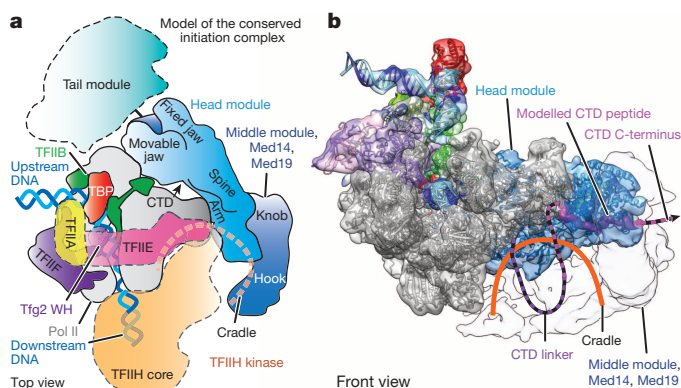 a
Model of the conserved
initiation complex
Tail module
Fixed jaw
Head module
Movable
jaw
Middle module,
Med14, Med19
TFIIB
Upstream
DNA
TBP
Spine
CTD
Arm
Knob
TFIIA
TFIIE
TFIIF
Hook
Tfg2 WH
Pol II
Cradle
Downstream
DNA
TFIIH kinase
TFIIH core
Top view
b
Head module
Modelled CTD peptide
CTD C-terminus
Cradle
CTD linker
Middle module,
Med14, Med19
Front view